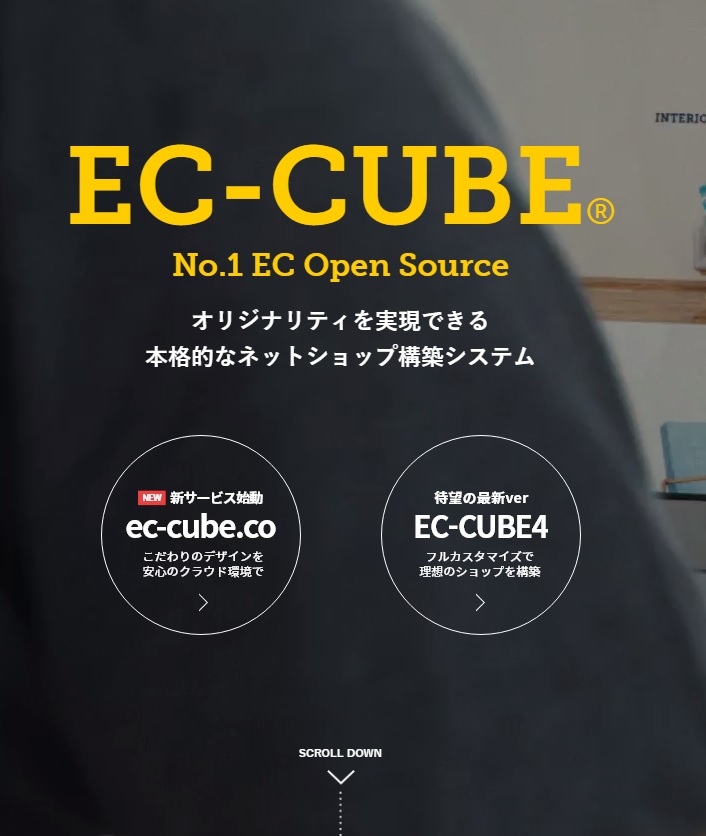 EC-CUBE®
No.1 EC Open Source
オリジナリティを実現できる
本格的なネットショップ構築システム
NEW 新サービス始動
ec-cube.co
こだわりのデザインを
安心のクラウド環境で
待望の最新ver
EC-CUBE4
フルカスタマイズで
理想のショップを構築
SCROLL DOWN